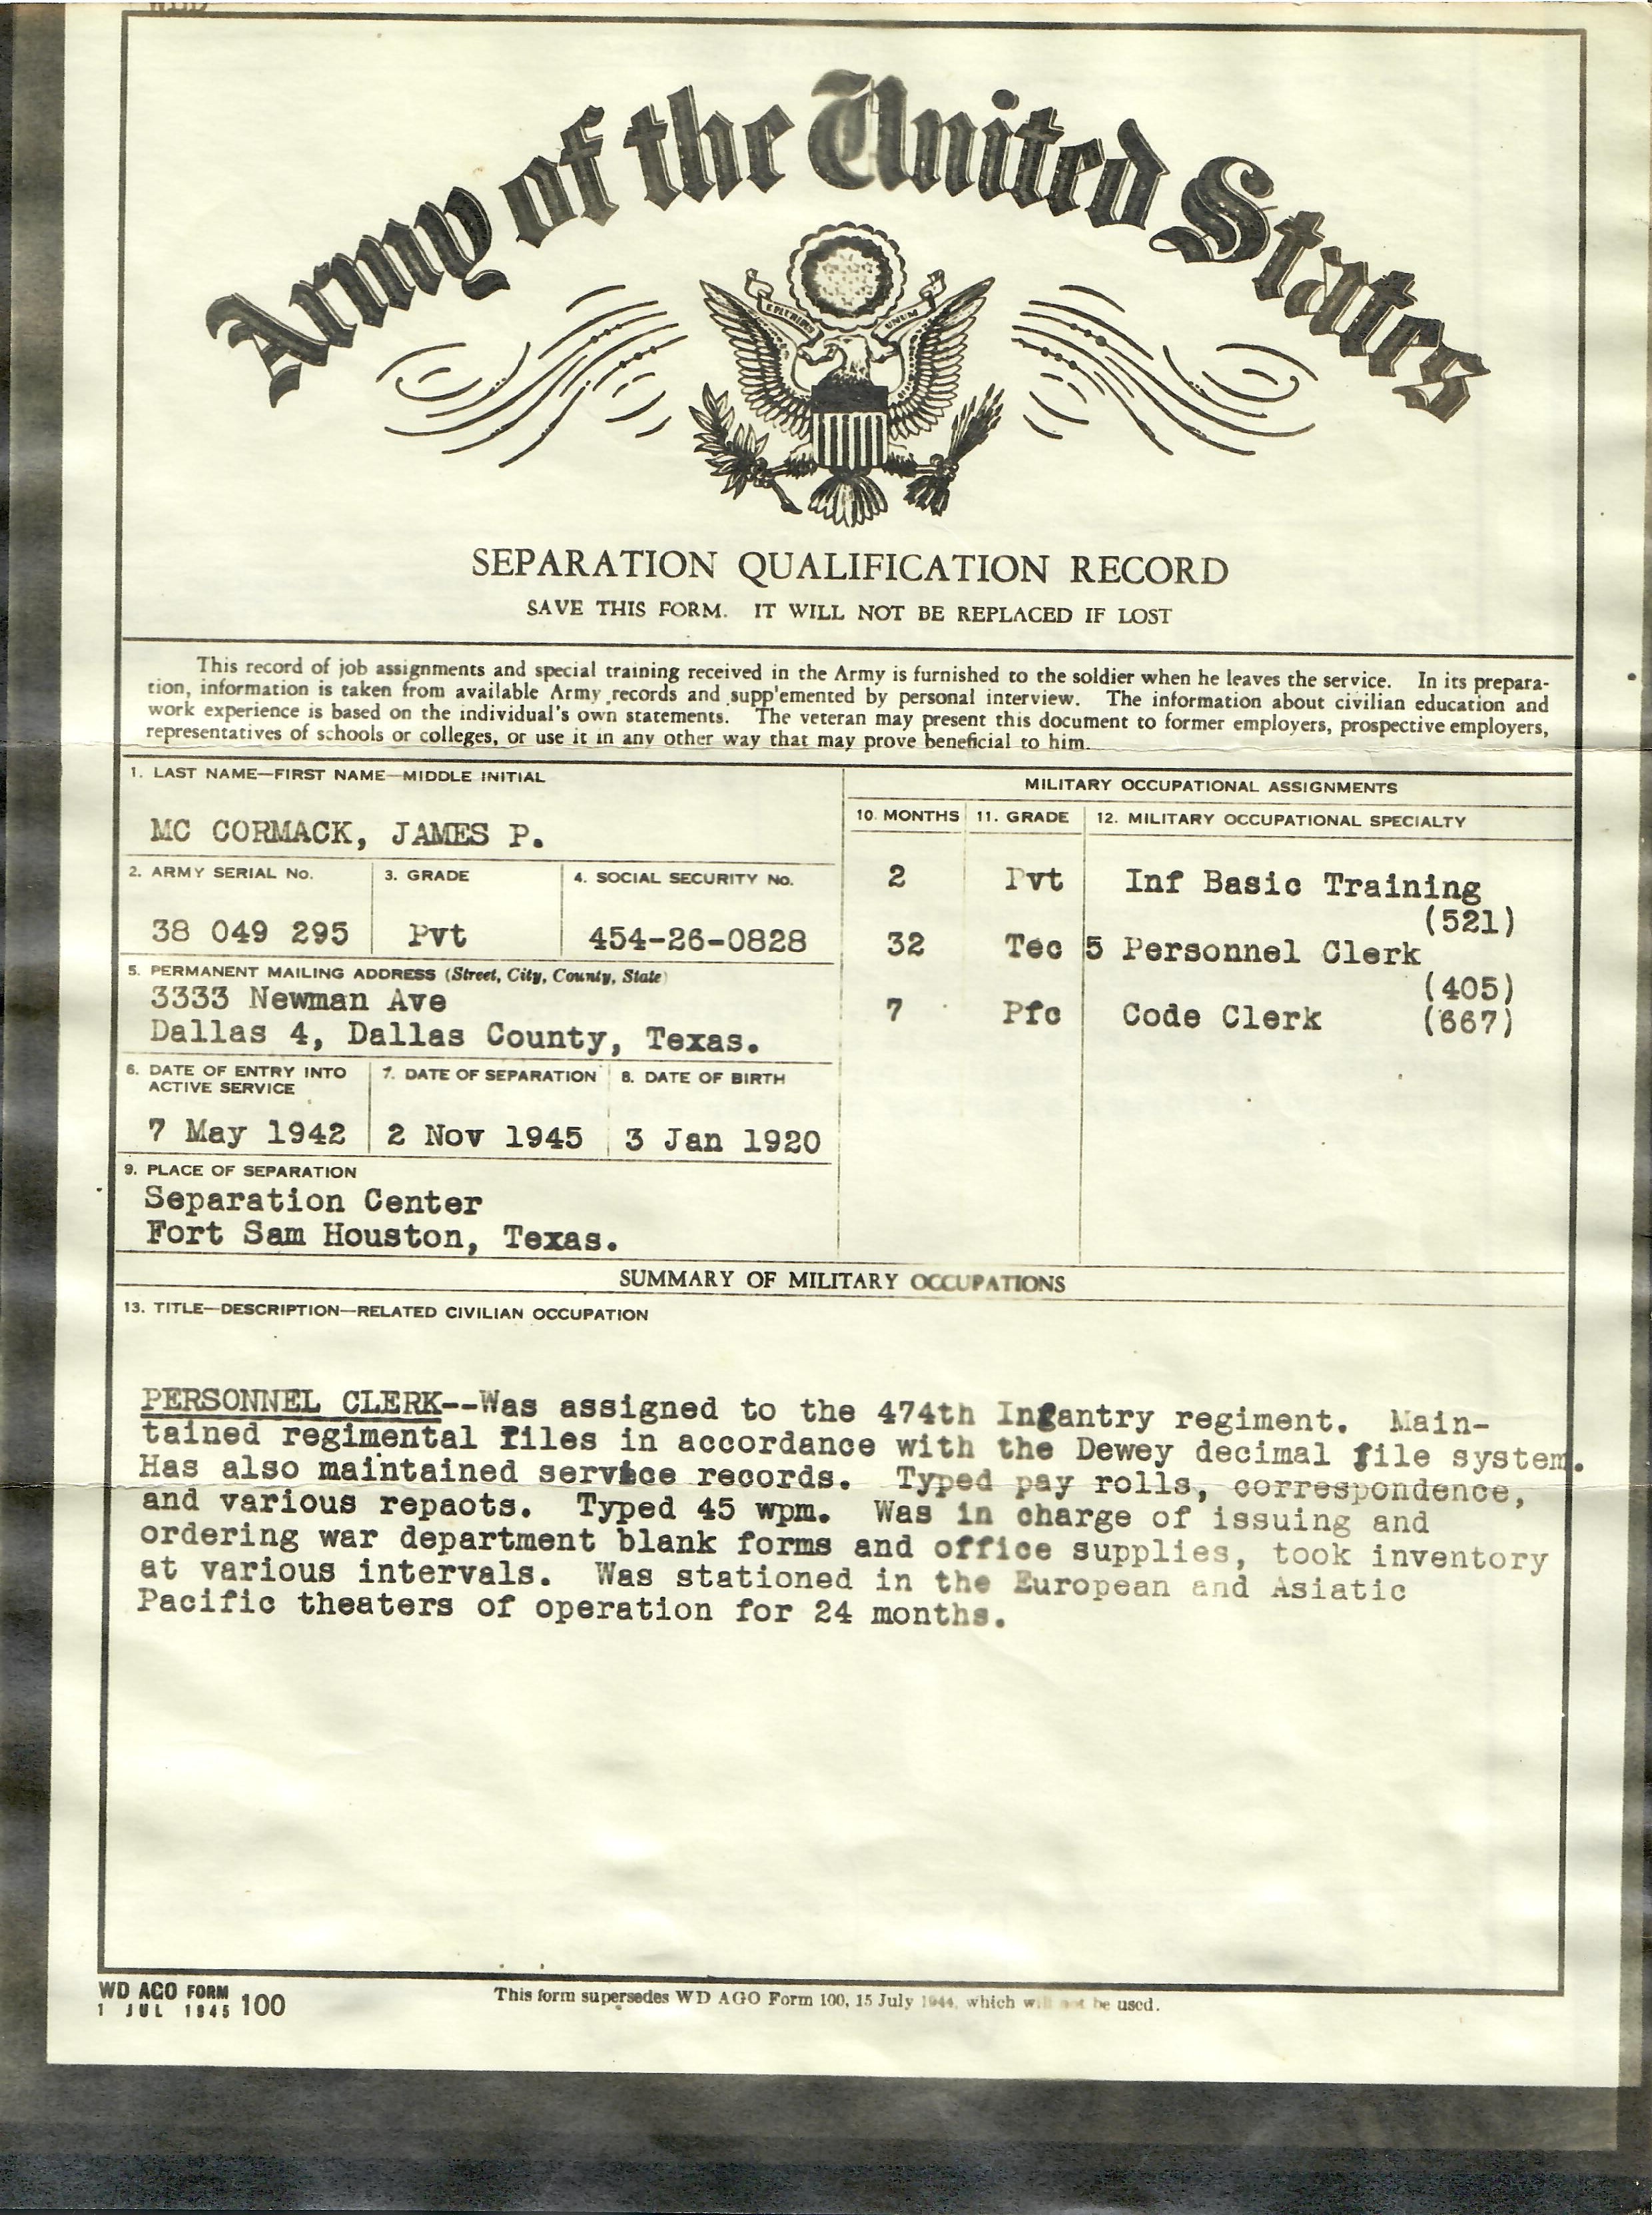 Army of the United States
E PLURIBUS UNUM
SEPARATION QUALIFICATION RECORD
SAVE THIS FORM. IT WILL NOT BE REPLACED IF LOST
This record of job assignments and special training received in the Army is furnished to the soldier when he leaves the service. In its prepara-
tion, information is taken from available Army records and supp'emented by personal interview. The information about civilian education and
work experience is based on the individual's own statements. The veteran may present this document to former employers, prospective employers,
representatives of schools or colleges, or use it in any other way that may prove beneficial to him.
1. LAST NAME—FIRST NAME—MIDDLE INITIAL
MC CORMACK, JAMES P.
2. ARMY SERIAL No. 3. GRADE 4. SOCIAL SECURITY No.
38 049 295 Pvt 454-26-0828
5. PERMANENT MAILING ADDRESS (Street, City, County, State)
3333 Newman Ave
Dallas 4, Dallas County, Texas.
6. DATE OF ENTRY INTO ACTIVE SERVICE 7. DATE OF SEPARATION 8. DATE OF BIRTH
7 May 1942 2 Nov 1945 3 Jan 1920
9. PLACE OF SEPARATION
Separation Center
Fort Sam Houston, Texas.
MILITARY OCCUPATIONAL ASSIGNMENTS
10. MONTHS 11. GRADE 12. MILITARY OCCUPATIONAL SPECIALTY
2 Pvt Inf Basic Training
(521)
32 Tec 5 Personnel Clerk
(405)
7 Pfc Code Clerk (667)
SUMMARY OF MILITARY OCCUPATIONS
13. TITLE—DESCRIPTION—RELATED CIVILIAN OCCUPATION
PERSONNEL CLERK--Was assigned to the 474th Ingantry regiment. Main-
tained regimental files in accordance with the Dewey decimal file system.
Has also maintained service records. Typed pay rolls, correspondence,
and various repaots. Typed 45 wpm. Was in charge of issuing and
ordering war department blank forms and office supplies, took inventory
at various intervals. Was stationed in the European and Asiatic
Pacific theaters of operation for 24 months.
WD AGO FORM
1 JUL 1945 100
This form supersedes WD AGO Form 100, 15 July 1944, which will not be used.